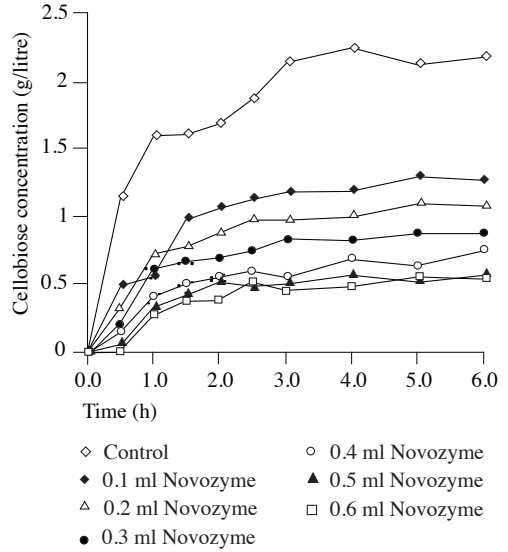 Cellobiose concentration (g/litre)
2.5
2
1.5
1
0.5
0
0.0 1.0 2.0 3.0 4.0 5.0 6.0
Time (h)
Control
0.1 ml Novozyme
0.2 ml Novozyme
0.3 ml Novozyme
0.4 ml Novozyme
0.5 ml Novozyme
0.6 ml Novozyme